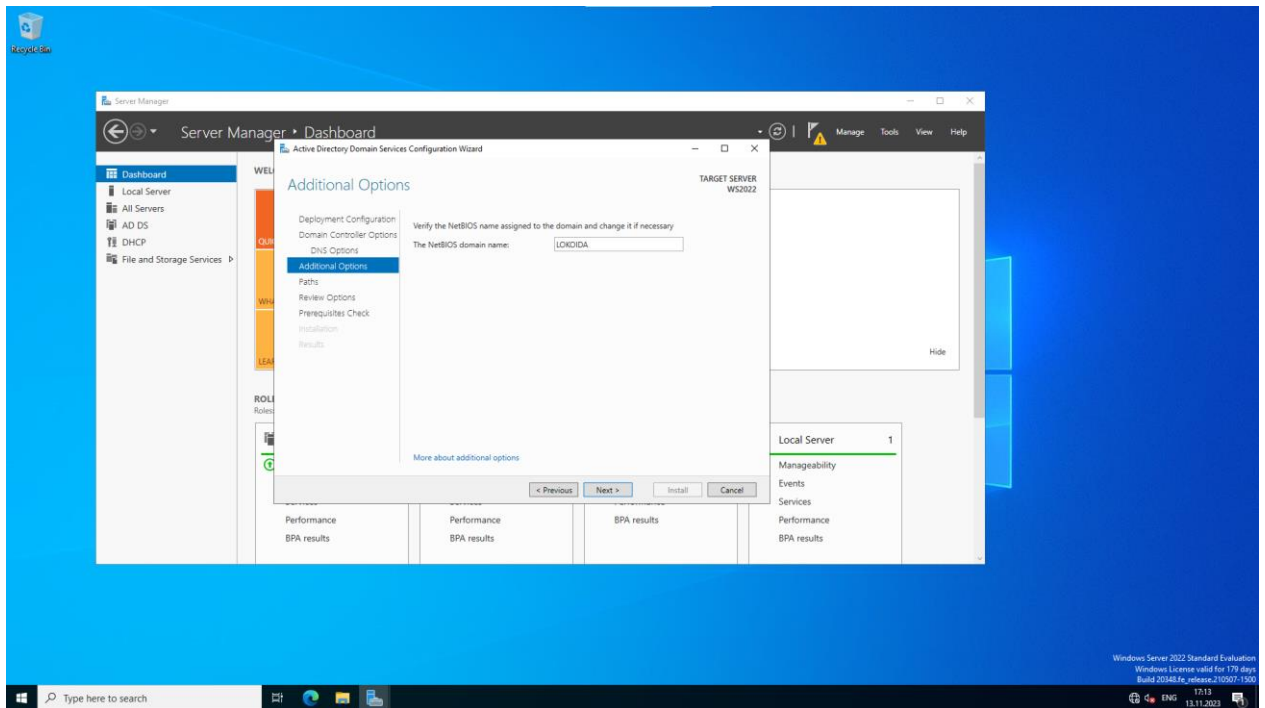 Recycle Bin
Server Manager
Server Manager • Dashboard
Manage Tools View Help
Dashboard
Local Server
All Servers
AD DS
DHCP
File and Storage Services
Active Directory Domain Services Configuration Wizard
Additional Options
TARGET SERVER
WS2022
Deployment Configuration
Domain Controller Options
DNS Options
Additional Options
Paths
Review Options
Prerequisites Check
Installation
Results
Verify the NetBIOS name assigned to the domain and change it if necessary
The NetBIOS domain name: LOKOIDA
More about additional options
< Previous Next > Install Cancel
Hide
Local Server 1
Manageability
Events
Services
Performance
BPA results
Performance
BPA results
Performance
BPA results
BPA results
Windows Server 2022 Standard Evaluation
Windows License valid for 179 days
Build 20348.fe_release.210507-1500
Type here to search
ENG
17:13
13.11.2023